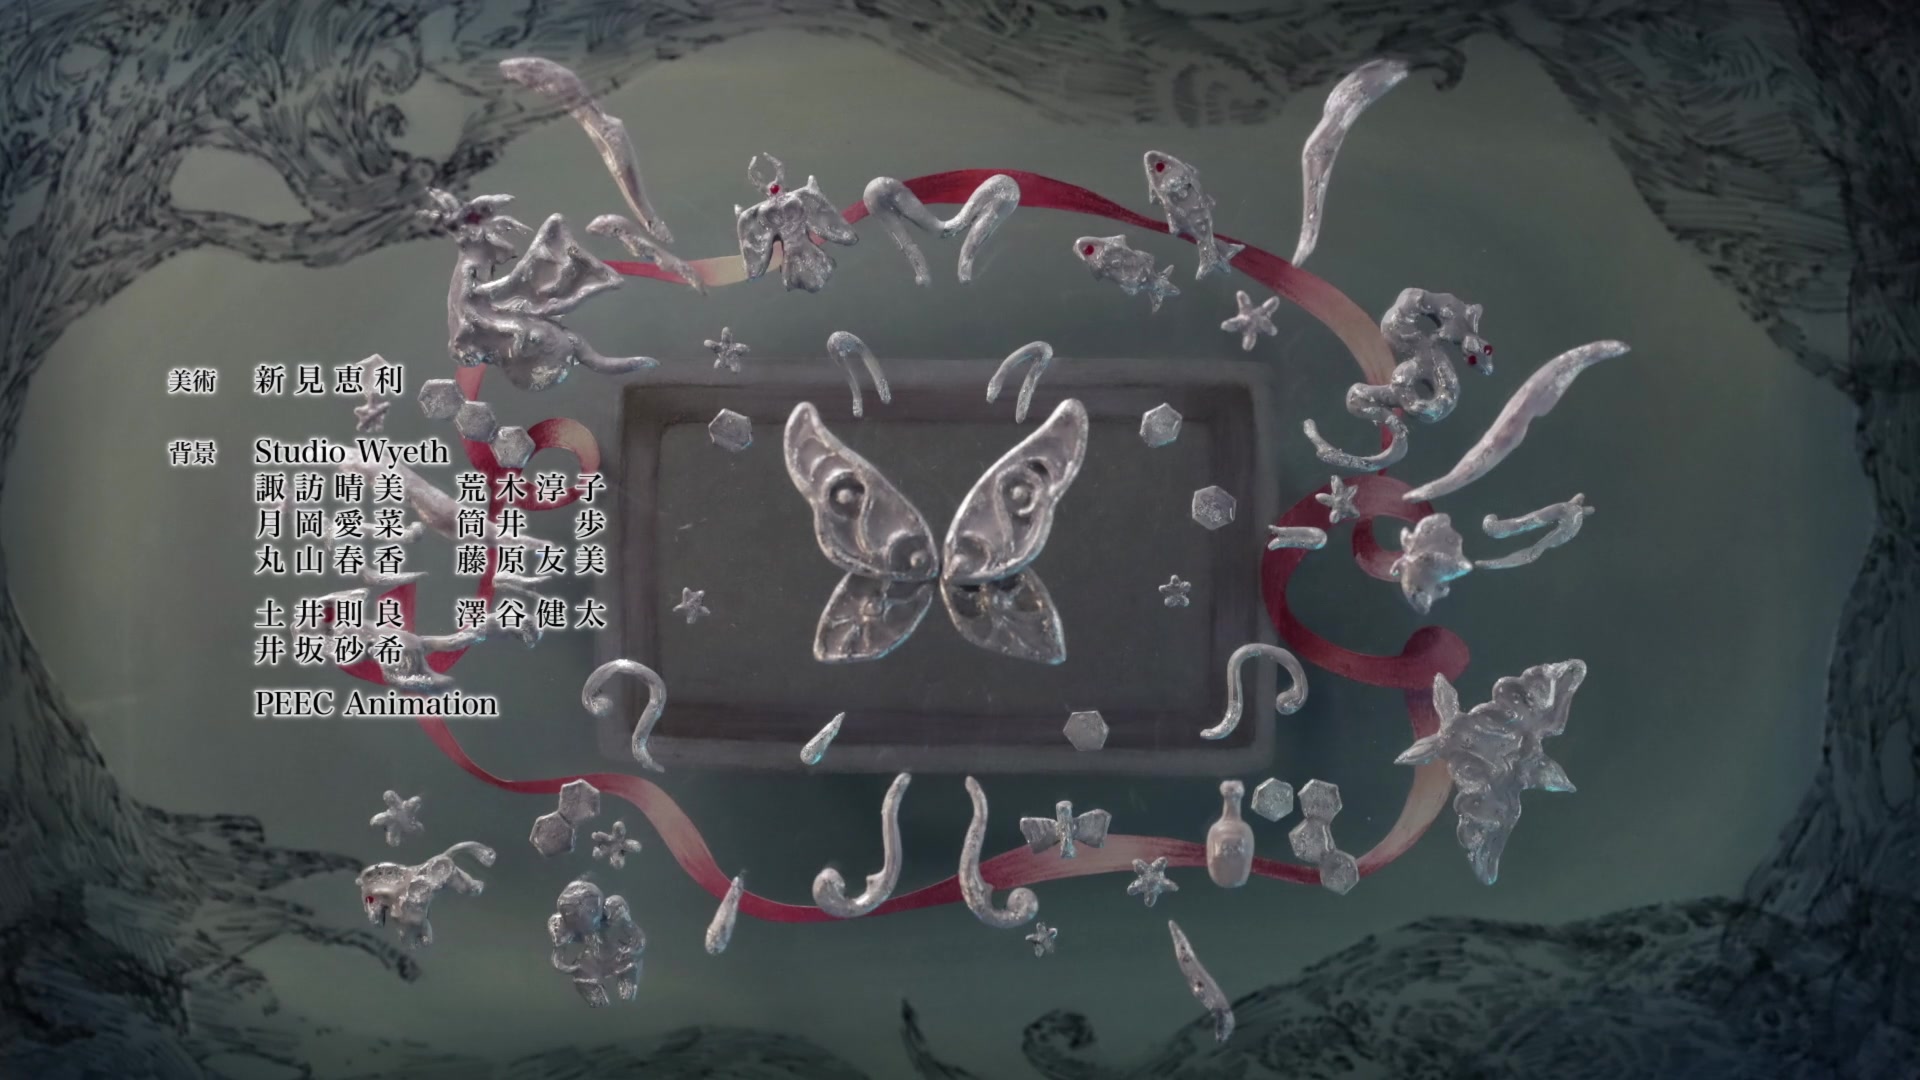 美術 新見恵利
背景 Studio Wyeth
諏訪晴美 荒木淳子
月岡愛菜 筒井 歩
丸山春香 藤原友美
土井則良 澤谷健太
井坂砂希
PEEC Animation